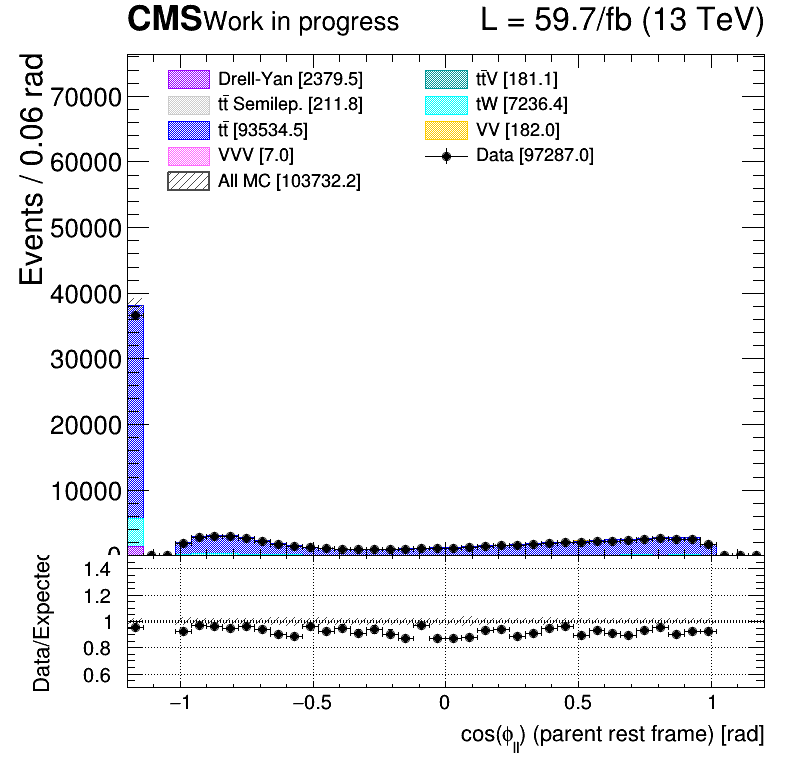 CMS Work in progress L = 59.7/fb (13 TeV)
Events / 0.06 rad
Drell-Yan [2379.5]
tt̄ Semilep. [211.8]
tt̄ [93534.5]
VVV [7.0]
All MC [103732.2]
tt̄V [181.1]
tW [7236.4]
VV [182.0]
Data [97287.0]
70000
60000
50000
40000
30000
20000
10000
0
Data/Expected
1.4
1.2
1
0.8
0.6
−1 −0.5 0 0.5 1
cos(ϕ_ll) (parent rest frame) [rad]